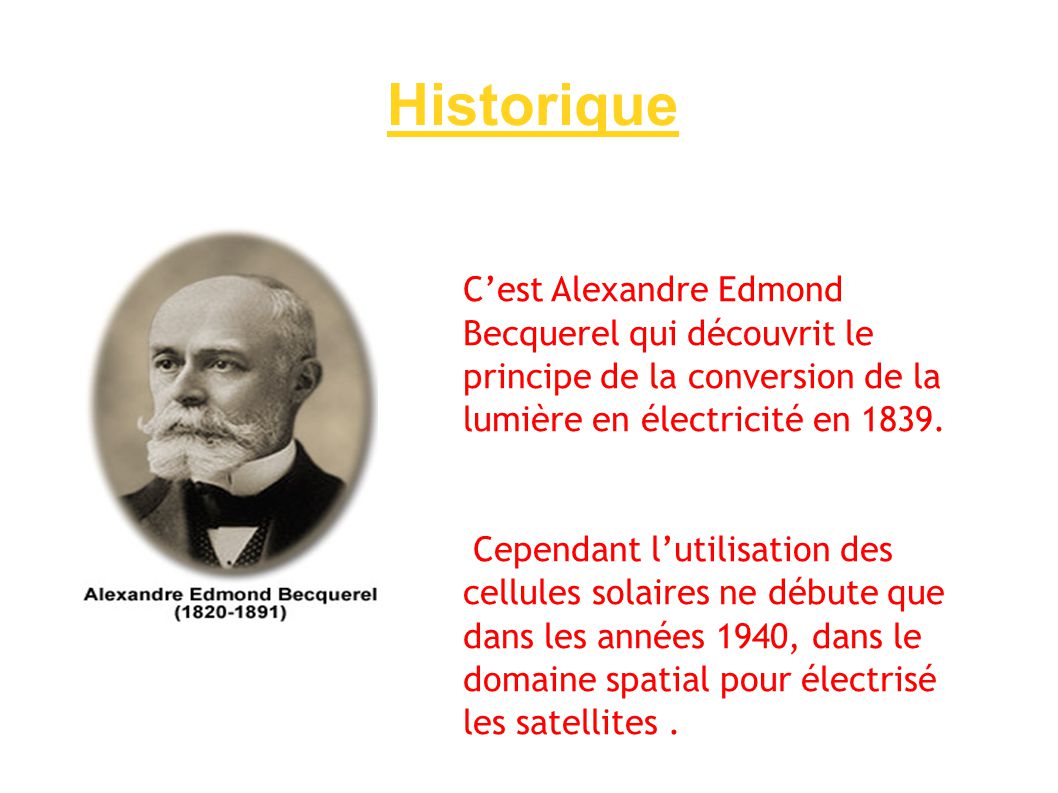 Historique
C’est Alexandre Edmond
Becquerel qui découvrit le
principe de la conversion de la
lumière en électricité en 1839.
Cependant l’utilisation des
cellules solaires ne débute que
dans les années 1940, dans le
domaine spatial pour électrisé
les satellites .
Alexandre Edmond Becquerel
(1820-1891)